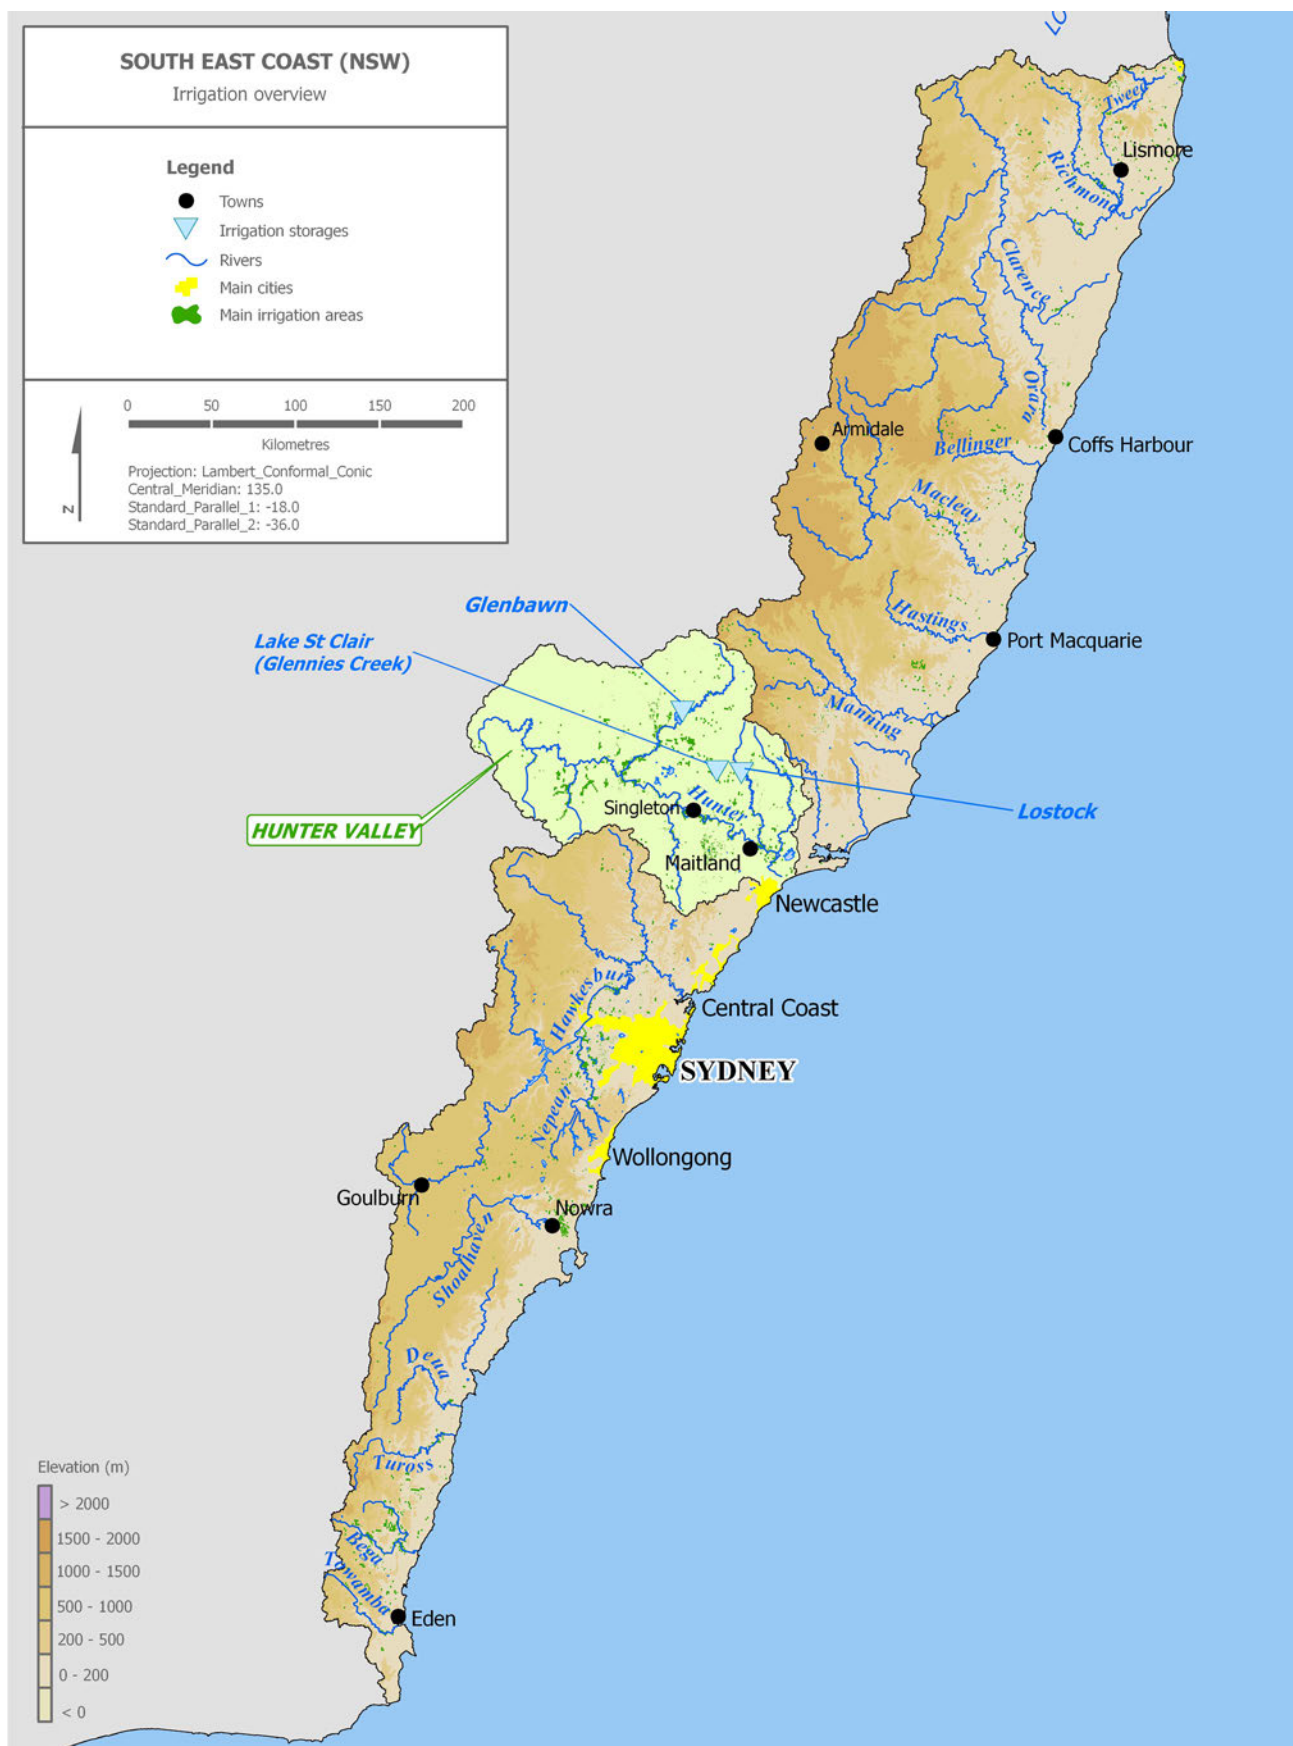 SOUTH EAST COAST (NSW)
Irrigation overview
Legend
Towns
Irrigation storages
Rivers
Main cities
Main irrigation areas
0 50 100 150 200
Kilometres
Projection: Lambert_Conformal_Conic
Central_Meridian: 135.0
Standard_Parallel_1: -18.0
Standard_Parallel_2: -36.0
N
LO
Tweed
Lismore
Richmond
Clarence
Orara
Armidale
Bellinger
Coffs Harbour
Macleay
Glenbawn
Hastings
Lake St Clair
(Glennies Creek)
Port Macquarie
Manning
Hunter
Singleton
Lostock
HUNTER VALLEY
Maitland
Newcastle
Hawkesbury
Central Coast
SYDNEY
Nepean
Wollongong
Goulburn
Nowra
Shoalhaven
Deua
Tuross
Bega
Towamba
Eden
Elevation (m)
> 2000
1500 - 2000
1000 - 1500
500 - 1000
200 - 500
0 - 200
< 0